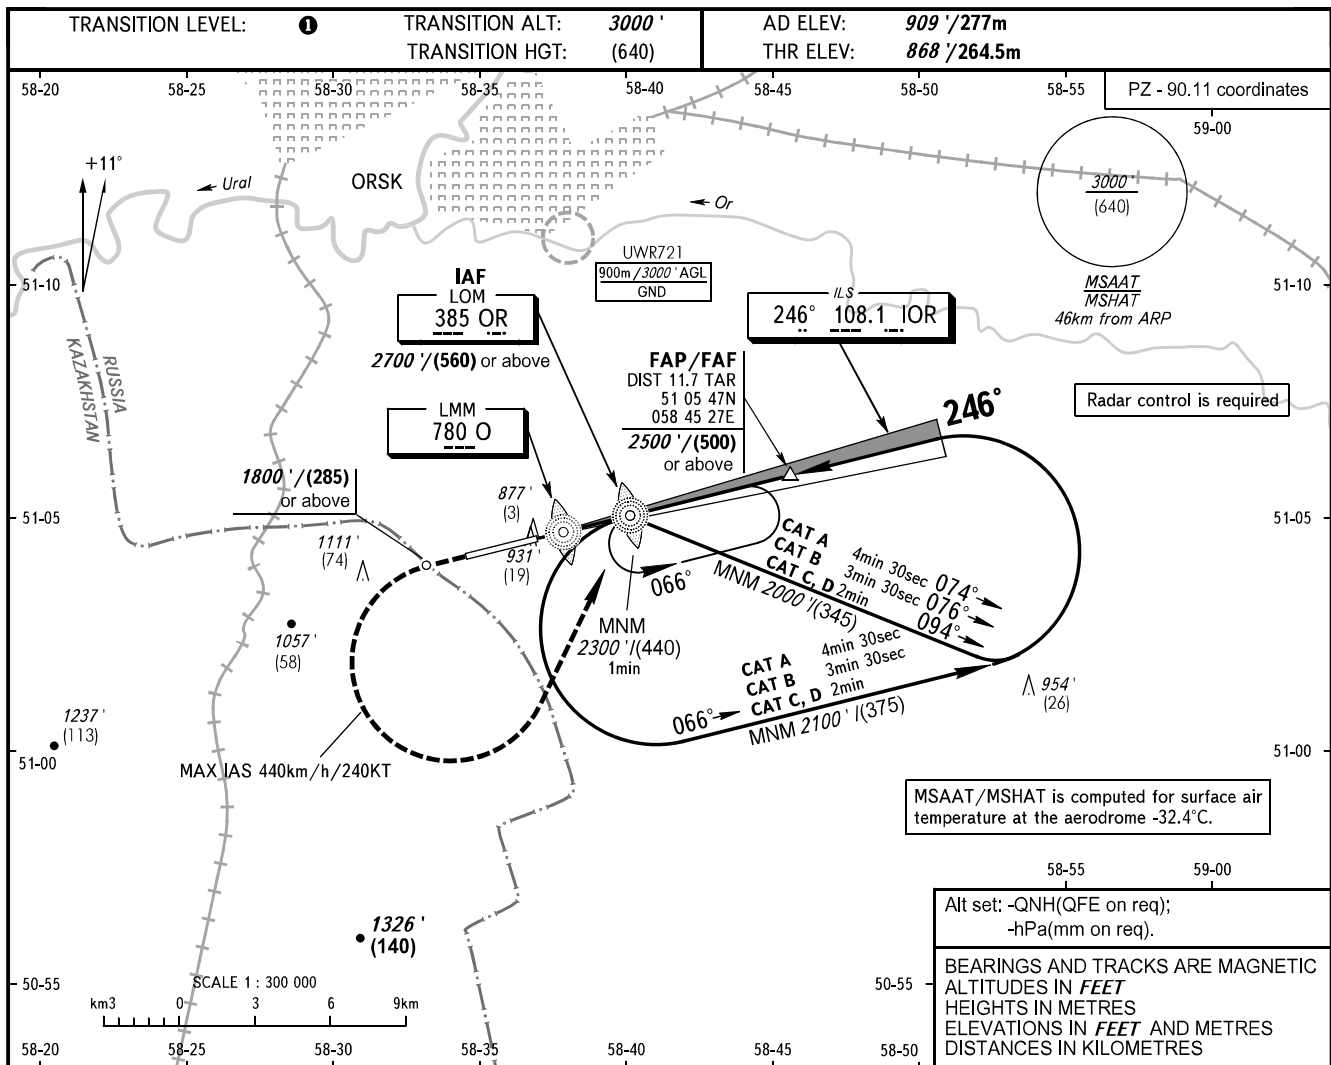 TRANSITION LEVEL: 1
TRANSITION ALT: 3000 '
TRANSITION HGT: (640)
AD ELEV: 909 '/277m
THR ELEV: 868 '/264.5m
58-20 58-25 58-30 58-35 58-40 58-45 58-50 58-55
PZ - 90.11 coordinates
59-00
+11°
Ural
ORSK
Or
3000 '
(640)
MSAAT
MSHAT
46km from ARP
UWR721
900m/3000 ' AGL
GND
51-10
51-10
IAF
LOM
385 OR
2700 '/(560) or above
ILS
246° 108.1 IOR
FAP/FAF
DIST 11.7 TAR
51 05 47N
058 45 27E
2500 '/(500)
or above
246°
Radar control is required
RUSSIA
KAZAKHSTAN
LMM
780 O
1800 '/(285)
or above
877 '
(3)
51-05
51-05
1111 '
(74)
931 '
(19)
066°
CAT A 4min 30sec 074°
CAT B 3min 30sec 076°
CAT C, D 2min 094°
MNM 2000 '/(345)
MNM
2300 '/(440)
1min
1057 '
(58)
CAT A 4min 30sec
CAT B 3min 30sec
CAT C, D 2min
066°
MNM 2100 '/(375)
954 '
(26)
1237 '
(113)
51-00
51-00
MAX IAS 440km/h/240KT
MSAAT/MSHAT is computed for surface air
temperature at the aerodrome -32.4°C.
58-55 59-00
1326 '
(140)
Alt set: -QNH(QFE on req);
-hPa(mm on req).
BEARINGS AND TRACKS ARE MAGNETIC
ALTITUDES IN FEET
HEIGHTS IN METRES
ELEVATIONS IN FEET AND METRES
DISTANCES IN KILOMETRES
50-55
50-55
SCALE 1 : 300 000
km3 0 3 6 9km
58-20 58-25 58-30 58-35 58-40 58-45 58-50